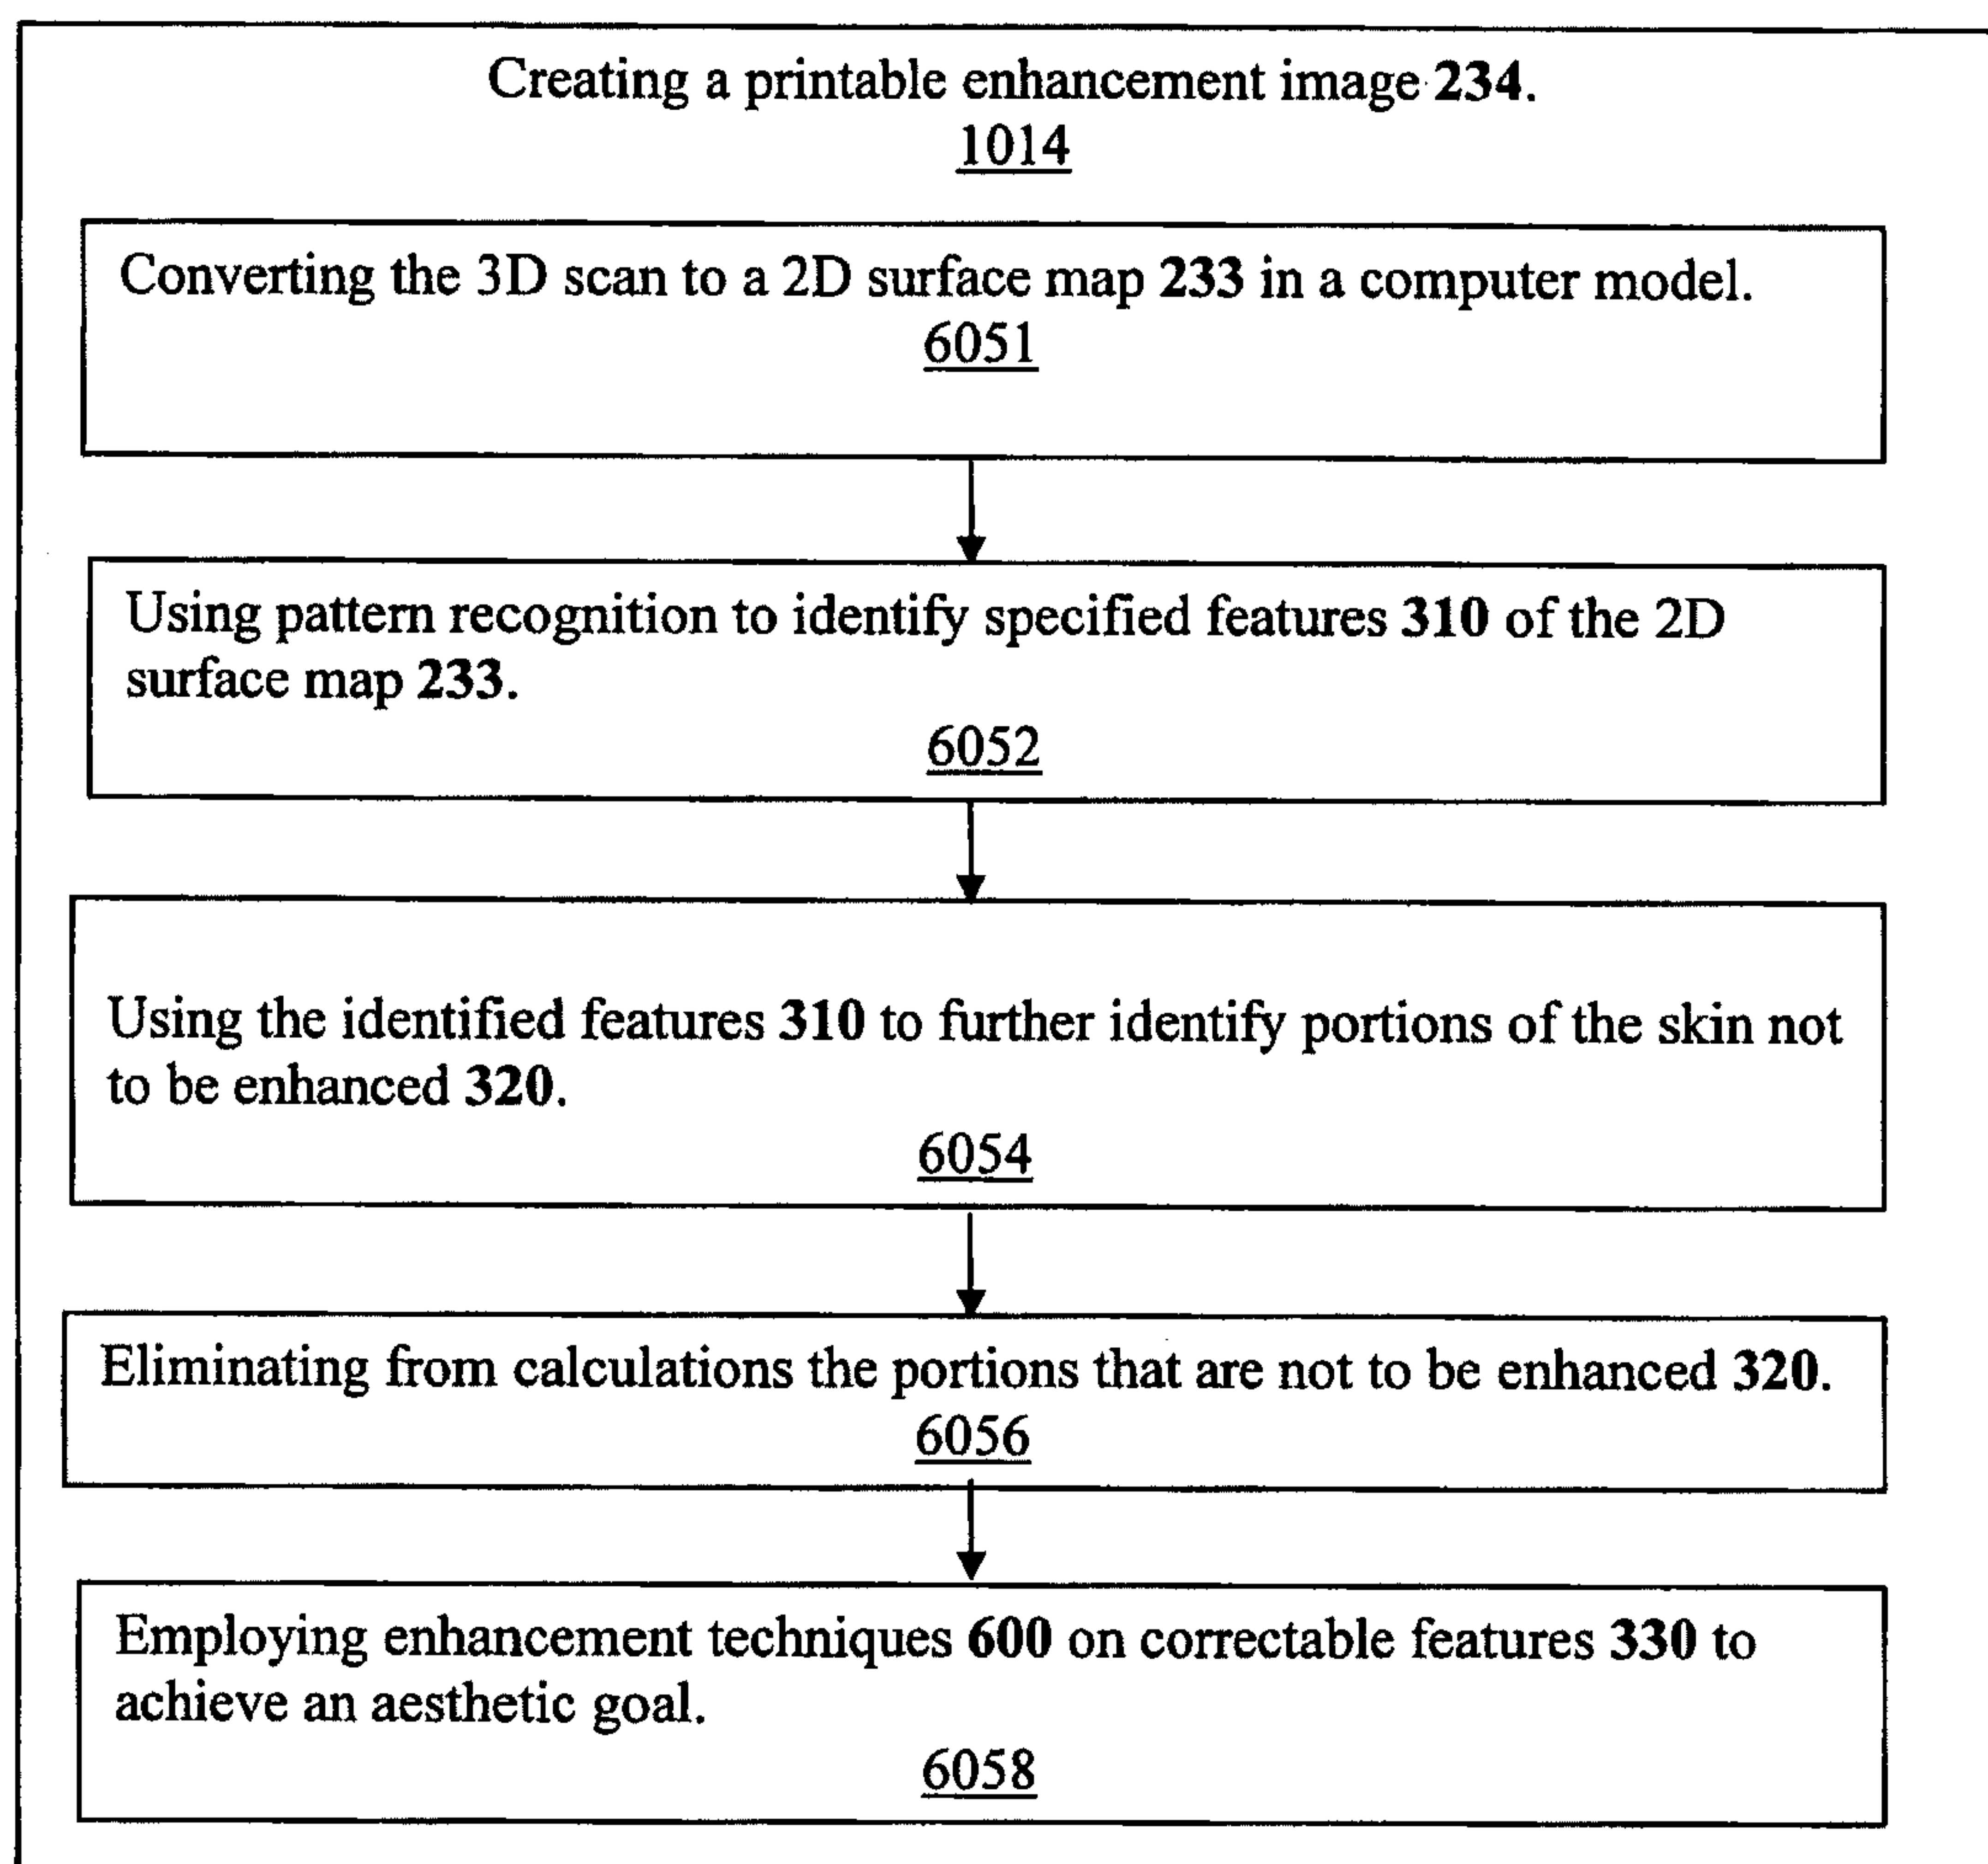 Creating a printable enhancement image 234.
1014
Converting the 3D scan to a 2D surface map 233 in a computer model.
6051
Using pattern recognition to identify specified features 310 of the 2D
surface map 233.
6052
Using the identified features 310 to further identify portions of the skin not
to be enhanced 320.
6054
Eliminating from calculations the portions that are not to be enhanced 320.
6056
Employing enhancement techniques 600 on correctable features 330 to
achieve an aesthetic goal.
6058